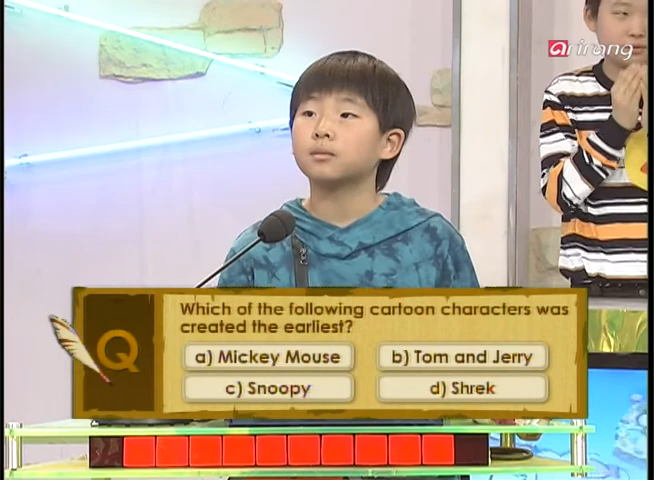 arirang
Q
Which of the following cartoon characters was
created the earliest?
a) Mickey Mouse
b) Tom and Jerry
c) Snoopy
d) Shrek